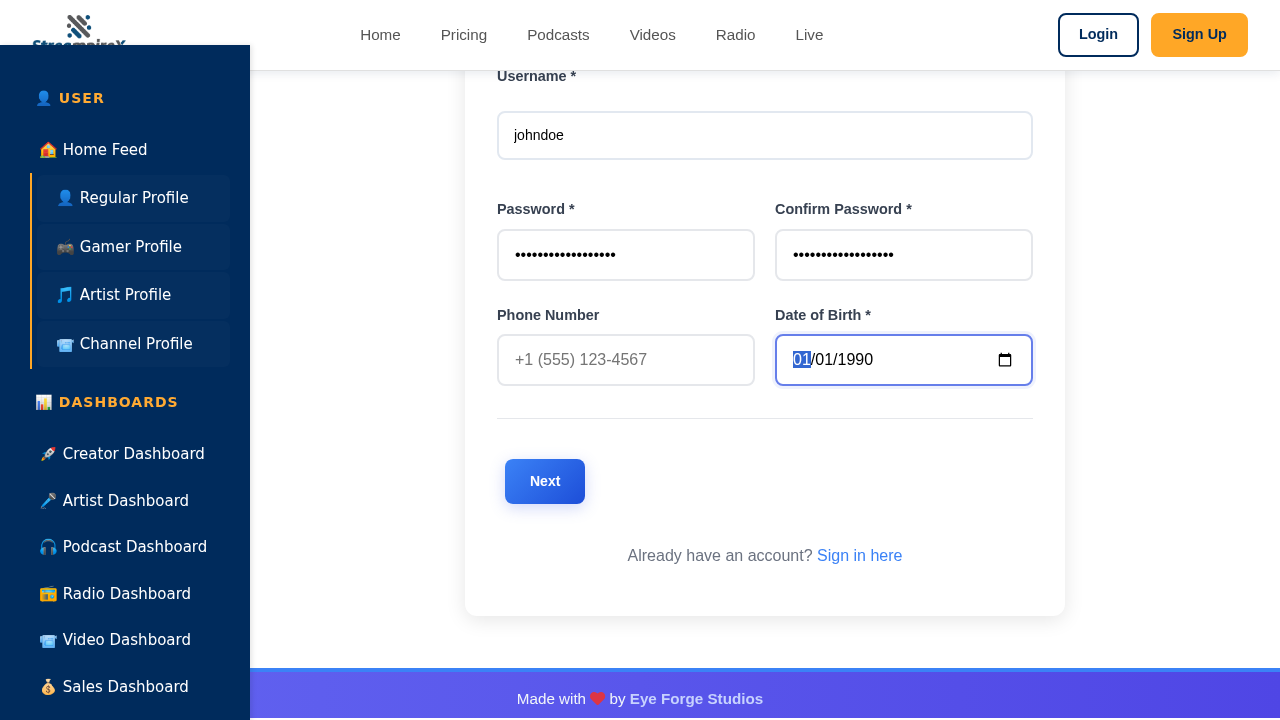 StreampireX
Home
Pricing
Podcasts
Videos
Radio
Live
Login
Sign Up
USER
Home Feed
Regular Profile
Gamer Profile
Artist Profile
Channel Profile
DASHBOARDS
Creator Dashboard
Artist Dashboard
Podcast Dashboard
Radio Dashboard
Video Dashboard
Sales Dashboard
Username *
johndoe
Password *
Confirm Password *
••••••••••••••••••
••••••••••••••••••
Phone Number
Date of Birth *
+1 (555) 123-4567
01/01/1990
Next
Already have an account? Sign in here
Made with ❤️ by Eye Forge Studios